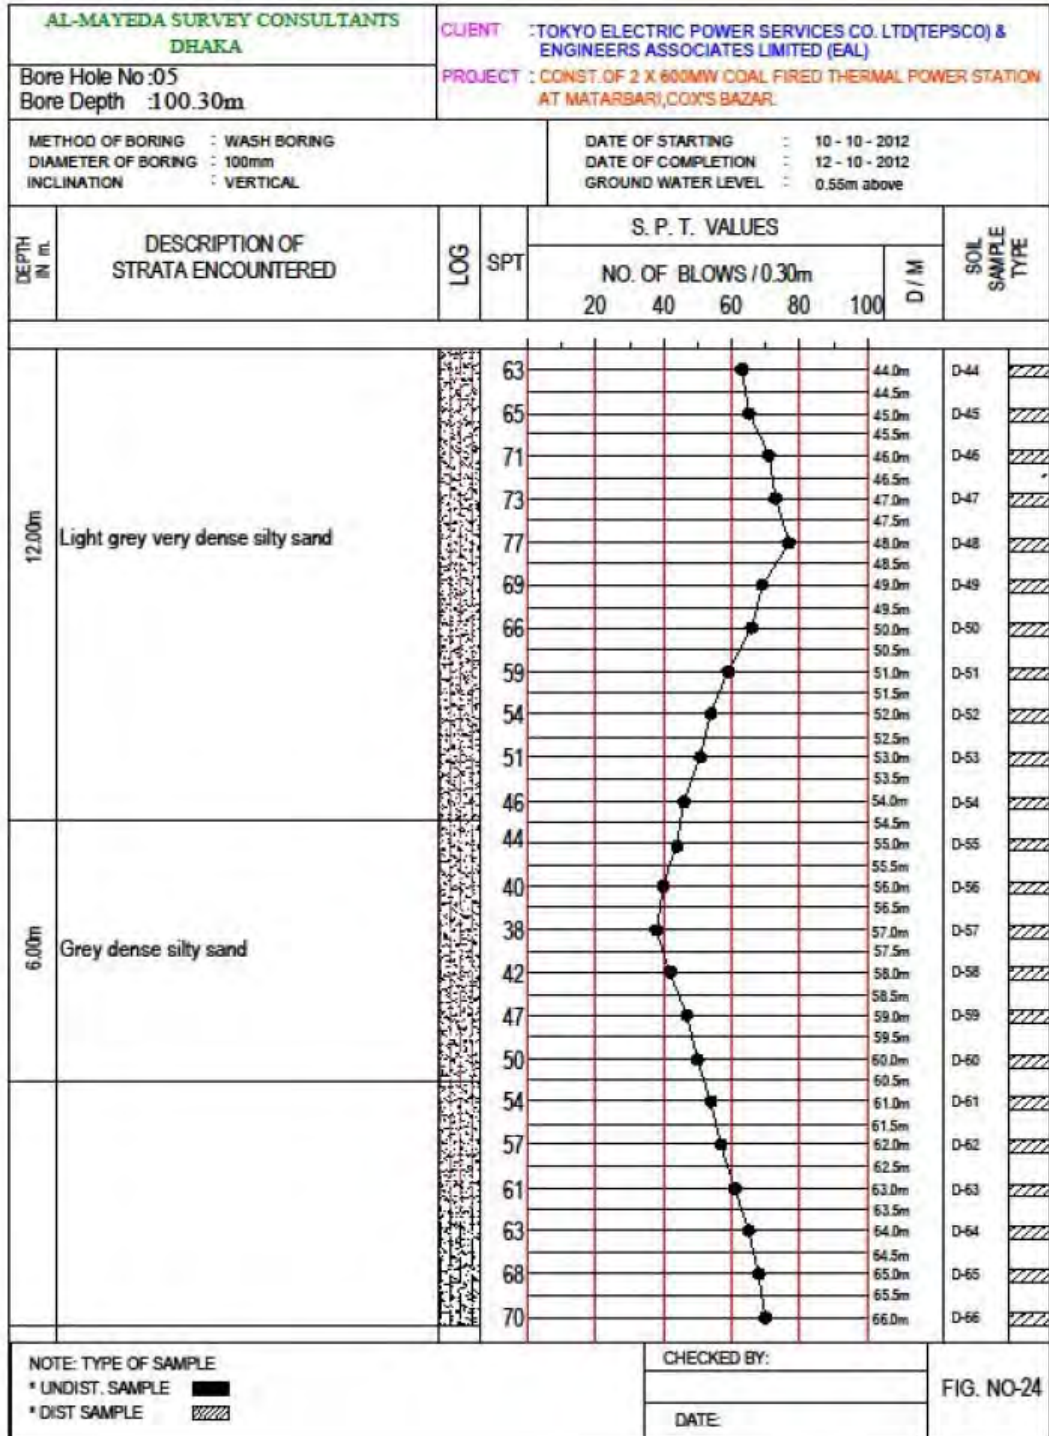 AL-MAYEDA SURVEY CONSULTANTS
DHAKA
Bore Hole No :05
Bore Depth :100.30m
CLIENT :TOKYO ELECTRIC POWER SERVICES CO. LTD(TEPSCO) &
ENGINEERS ASSOCIATES LIMITED (EAL)
PROJECT : CONST.OF 2 X 600MW COAL FIRED THERMAL POWER STATION
AT MATARBARI,COX'S BAZAR.
METHOD OF BORING : WASH BORING
DIAMETER OF BORING : 100mm
INCLINATION : VERTICAL
DATE OF STARTING : 10 - 10 - 2012
DATE OF COMPLETION : 12 - 10 - 2012
GROUND WATER LEVEL : 0.55m above
DEPTH
IN m.
DESCRIPTION OF
STRATA ENCOUNTERED
LOG
SPT
S. P. T. VALUES
NO. OF BLOWS / 0.30m
20 40 60 80 100
D / M
SOIL
SAMPLE
TYPE
63 44.0m D-44
44.5m
65 45.0m D-45
45.5m
71 46.0m D-46
46.5m
73 47.0m D-47
47.5m
12.00m Light grey very dense silty sand
77 48.0m D-48
48.5m
69 49.0m D-49
49.5m
66 50.0m D-50
50.5m
59 51.0m D-51
51.5m
54 52.0m D-52
52.5m
51 53.0m D-53
53.5m
46 54.0m D-54
54.5m
44 55.0m D-55
55.5m
40 56.0m D-56
56.5m
38 57.0m D-57
57.5m
6.00m Grey dense silty sand
42 58.0m D-58
58.5m
47 59.0m D-59
59.5m
50 60.0m D-60
60.5m
54 61.0m D-61
61.5m
57 62.0m D-62
62.5m
61 63.0m D-63
63.5m
63 64.0m D-64
64.5m
68 65.0m D-65
65.5m
70 66.0m D-66
NOTE: TYPE OF SAMPLE
* UNDIST. SAMPLE
* DIST SAMPLE
CHECKED BY:
DATE:
FIG. NO-24